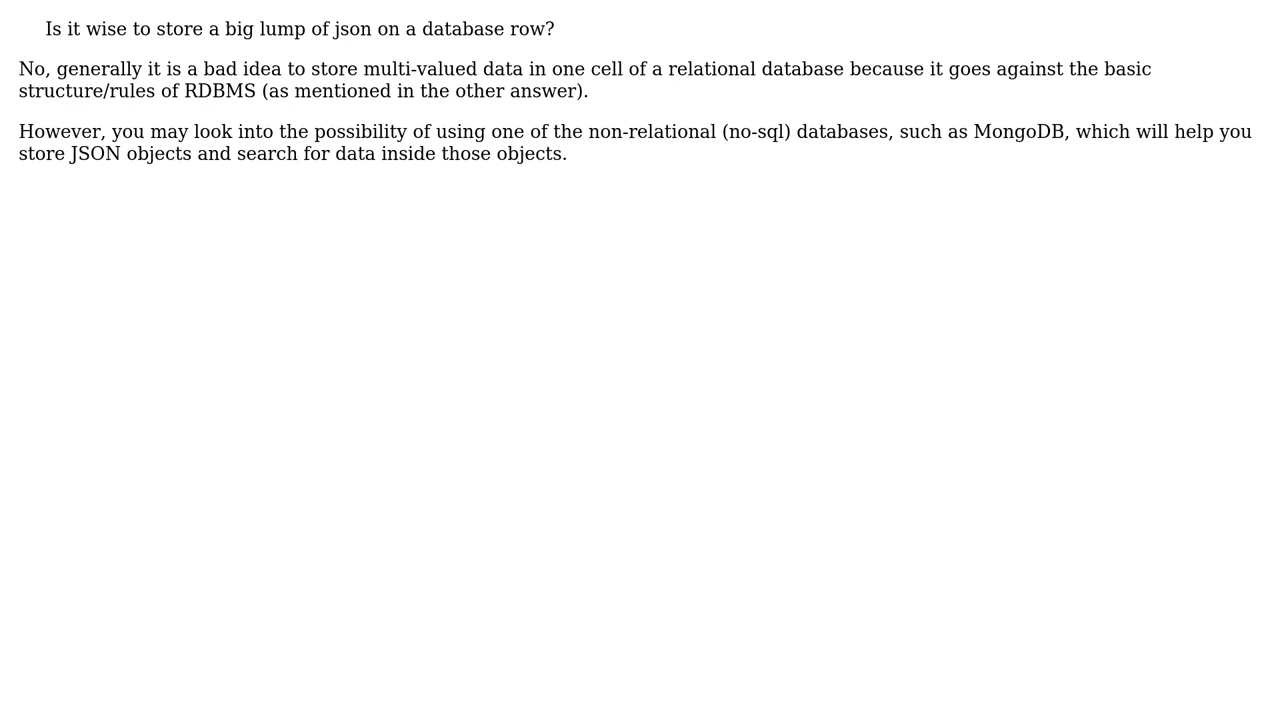 Is it wise to store a big lump of json on a database row?
No, generally it is a bad idea to store multi-valued data in one cell of a relational database because it goes against the basic
structure/rules of RDBMS (as mentioned in the other answer).
However, you may look into the possibility of using one of the non-relational (no-sql) databases, such as MongoDB, which will help you
store JSON objects and search for data inside those objects.